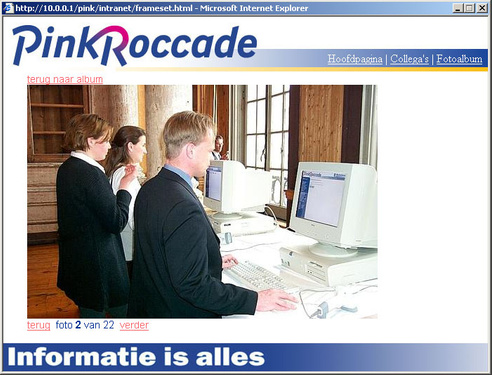 http://10.0.0.1/pink/intranet/frameset.html - Microsoft Internet Explorer
PinkRoccade
Hoofdpagina | Collega's | Fotoalbum
terug naar album
PinkRoccade
terug foto 2 van 22 verder
Informatie is alles